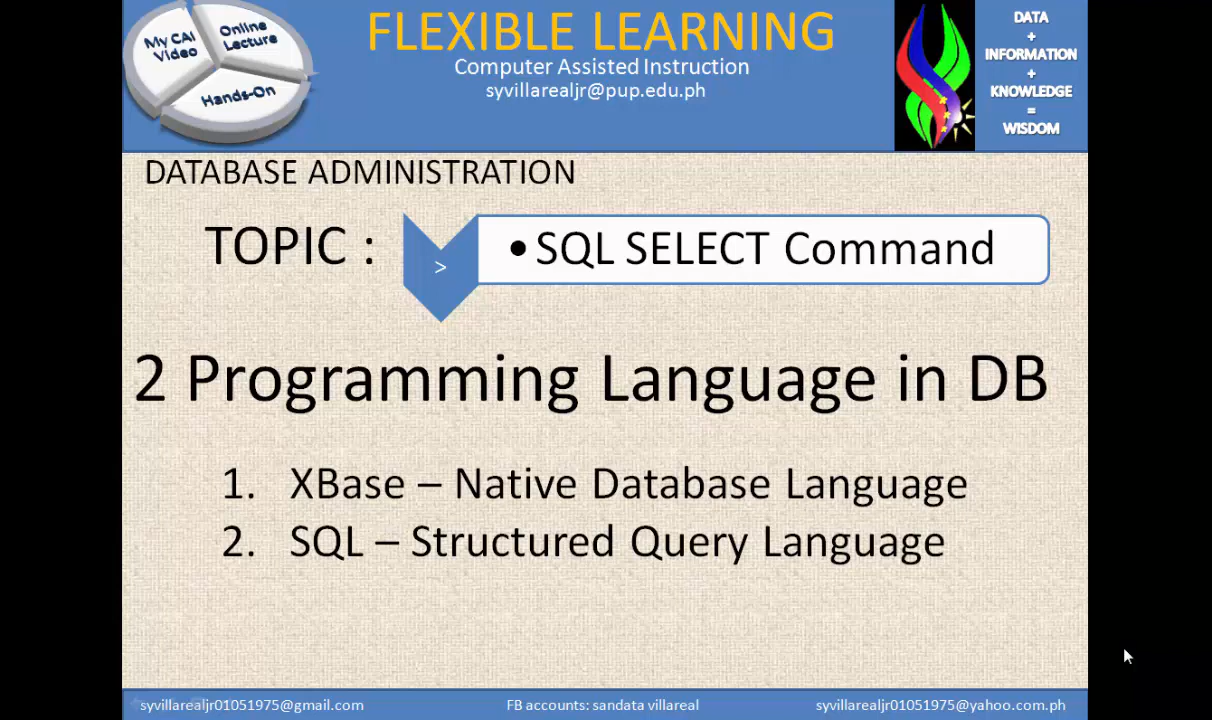 My CAI
Video
Online
Lecture
Hands-On
FLEXIBLE LEARNING
Computer Assisted Instruction
syvillarealjr@pup.edu.ph
DATA
+
INFORMATION
+
KNOWLEDGE
=
WISDOM
DATABASE ADMINISTRATION
TOPIC :
>
• SQL SELECT Command
2 Programming Language in DB
1. XBase – Native Database Language
2. SQL – Structured Query Language
syvillarealjr01051975@gmail.com
FB accounts: sandata villareal
syvillarealjr01051975@yahoo.com.ph